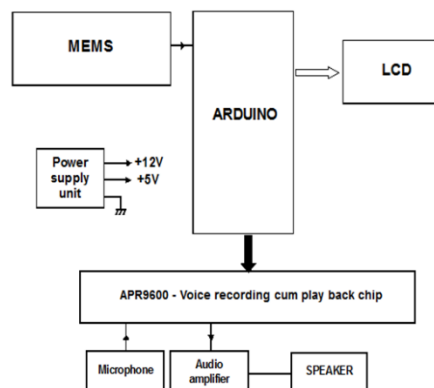 MEMS
ARDUINO
LCD
Power
supply
unit
+12V
+5V
APR9600 - Voice recording cum play back chip
Microphone
Audio
amplifier
SPEAKER